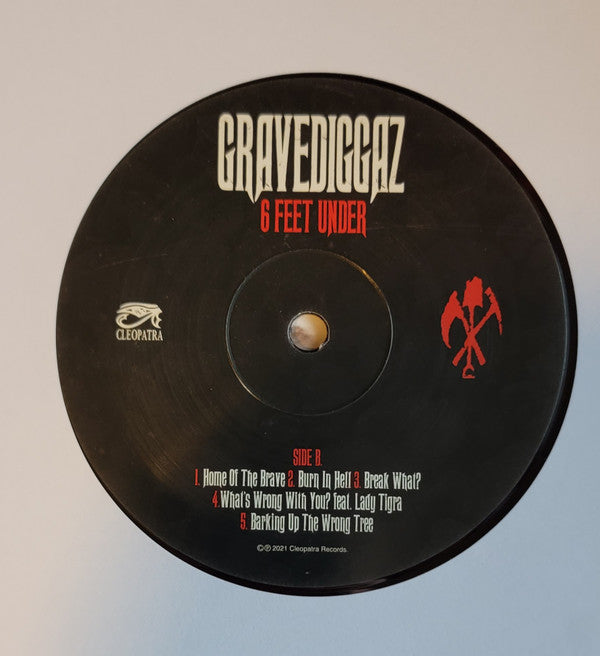 GRAVEDIGGAZ
6 FEET UNDER
CLEOPATRA
SIDE B.
1. Home Of The Brave 2. Burn In Hell 3. Break What?
4. What's Wrong With You? feat. Lady Tigra
5. Barking Up The Wrong Tree
©℗ 2021 Cleopatra Records